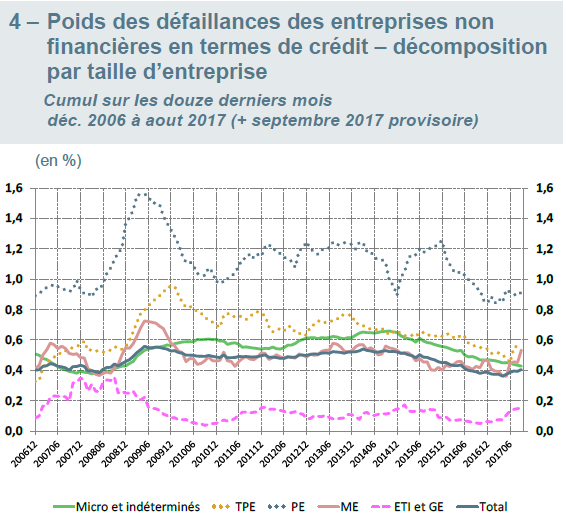 4 – Poids des défaillances des entreprises non
financières en termes de crédit – décomposition
par taille d’entreprise
Cumul sur les douze derniers mois
déc. 2006 à aout 2017 (+ septembre 2017 provisoire)
(en %)
1,6 1,6
1,4 1,4
1,2 1,2
1,0 1,0
0,8 0,8
0,6 0,6
0,4 0,4
0,2 0,2
0,0 0,0
200612 200706 200712 200806 200812 200906 200912 201006 201012 201106 201112 201206 201212 201306 201312 201406 201412 201506 201512 201606 201612 201706
Micro et indéterminés TPE PE ME ETI et GE Total